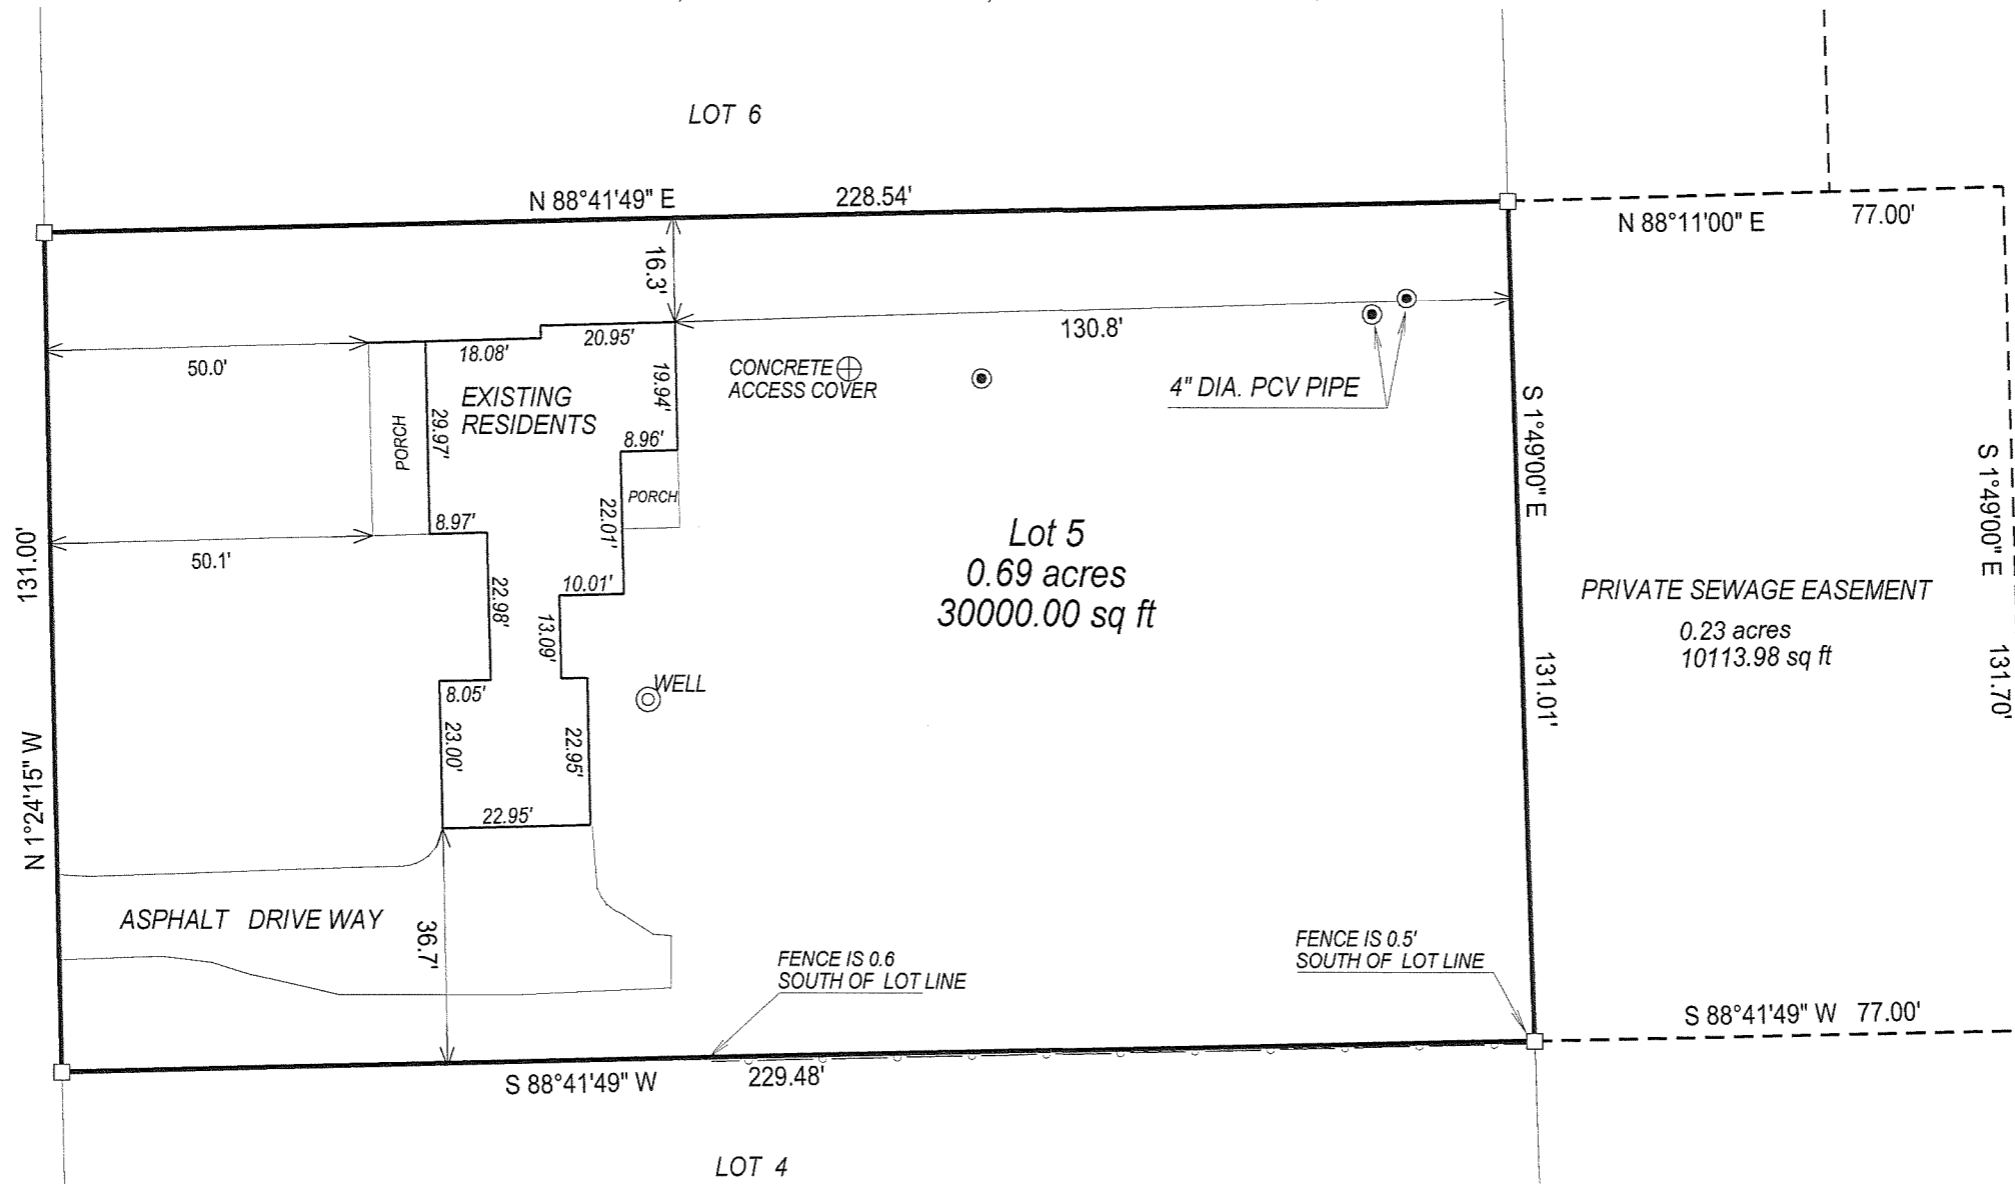 LOT 6
N 88°41'49" E 228.54'
N 88°11'00" E 77.00'
16.3'
130.8'
50.0'
18.08'
20.95'
19.94'
EXISTING
RESIDENTS
CONCRETE
ACCESS COVER
4" DIA. PCV PIPE
PORCH
29.97'
8.96'
PORCH
22.01'
8.97'
50.1'
S 1°49'00" E
131.01'
S 1°49'00" E
131.70'
Lot 5
0.69 acres
30000.00 sq ft
PRIVATE SEWAGE EASEMENT
0.23 acres
10113.98 sq ft
131.00'
N 1°24'15" W
22.98'
10.01'
13.09'
WELL
8.05'
23.00'
22.95'
22.95'
ASPHALT DRIVE WAY
36.7'
FENCE IS 0.6
SOUTH OF LOT LINE
FENCE IS 0.5'
SOUTH OF LOT LINE
S 88°41'49" W 77.00'
S 88°41'49" W 229.48'
LOT 4